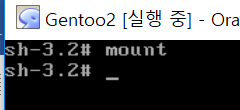 Gentoo2 [실행 중] - Ora
sh-3.2# mount
sh-3.2# _